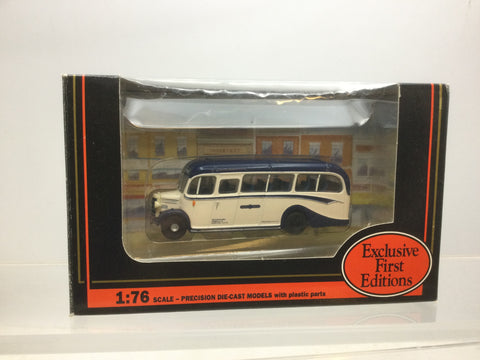 Exclusive
First
Editions
1:76 SCALE – PRECISION DIE-CAST MODELS with plastic parts